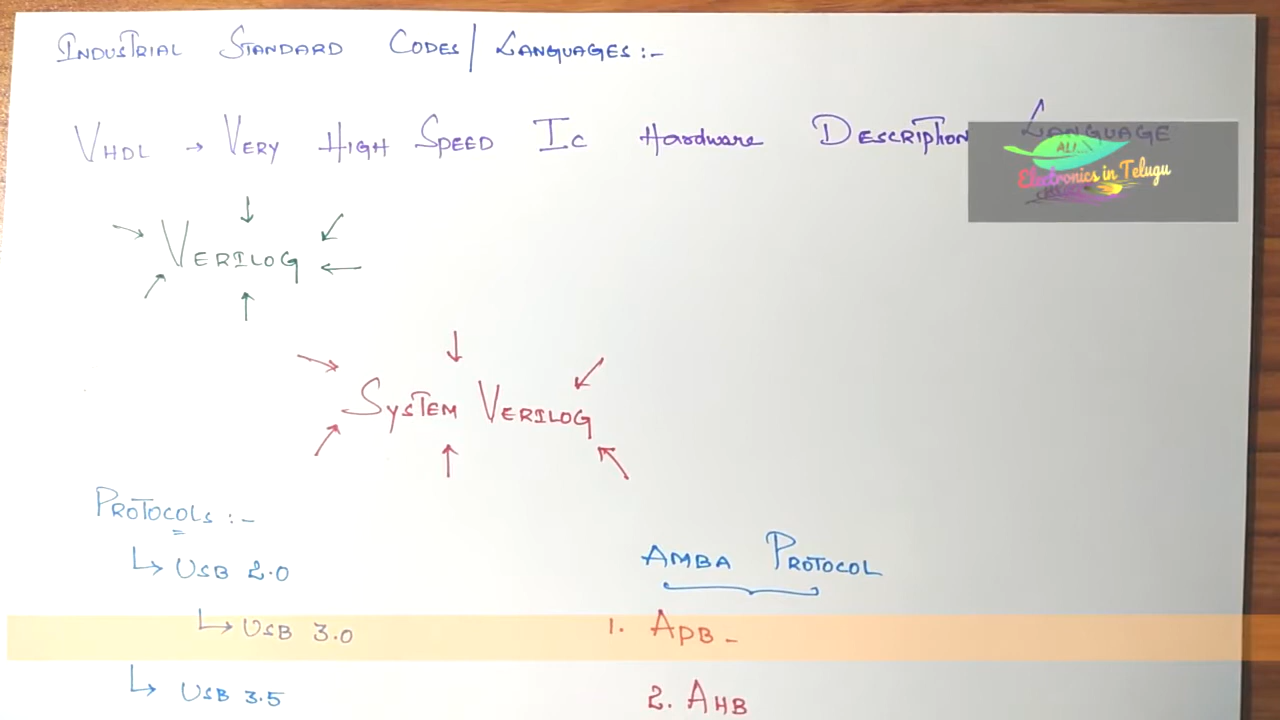 INDUSTRIAL STANDARD CODES/LANGUAGES:-
VHDL → VERY HIGH SPEED IC Hardware DESCRIPTION LANGUAGE
ALL
Electronics in Telugu
VERILOG
SYSTEM VERILOG
PROTOCOLS:-
USB 2.0
AMBA PROTOCOL
USB 3.0
1. APB -
USB 3.5
2. AHB